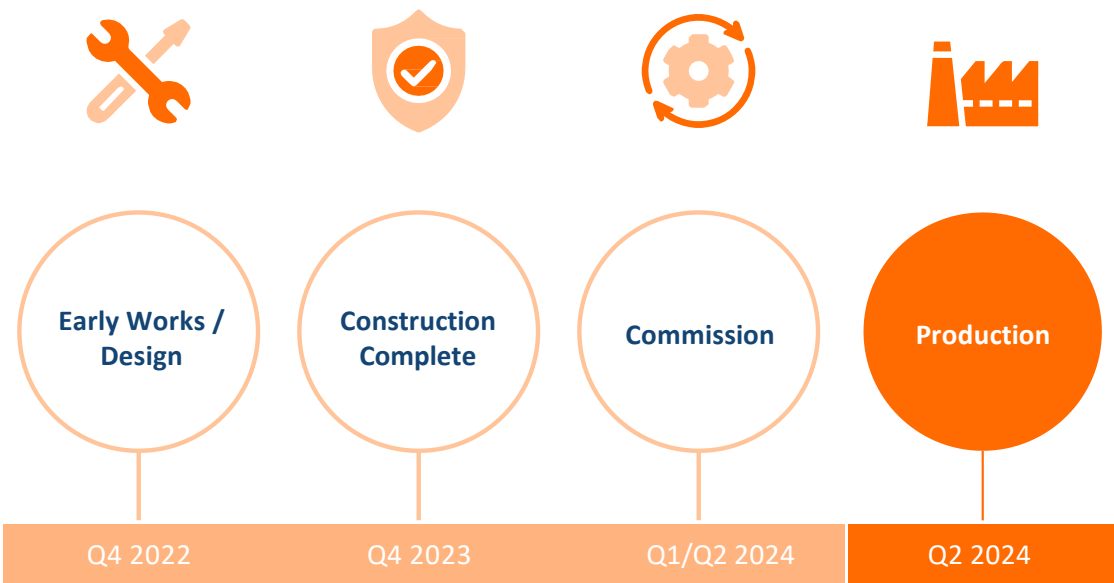 Early Works /
Design
Construction
Complete
Commission
Production
Q4 2022
Q4 2023
Q1/Q2 2024
Q2 2024